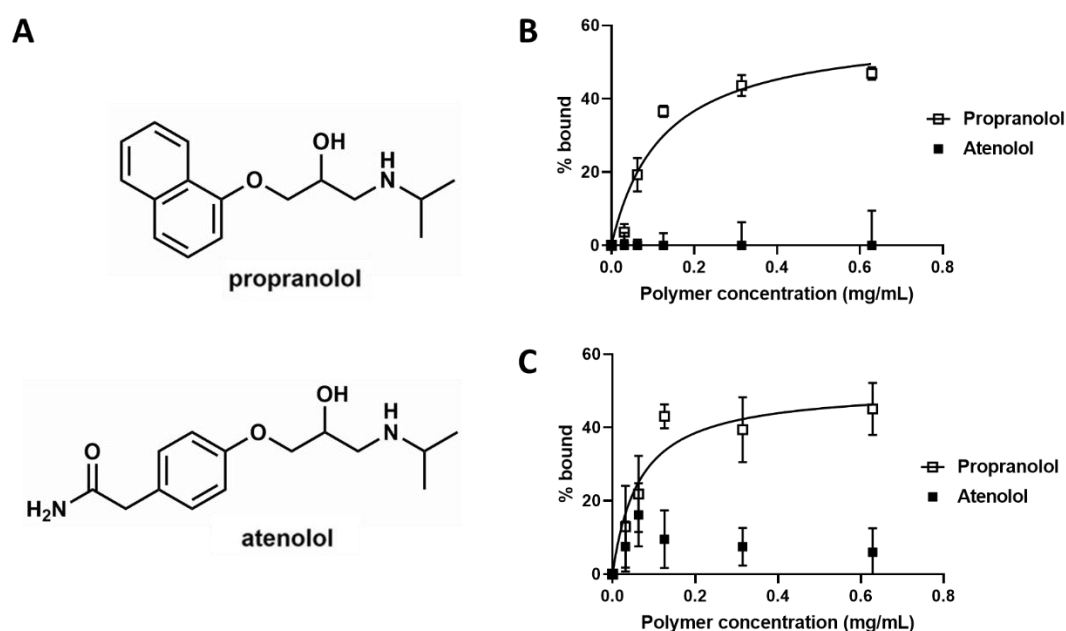 A
OH
H
N
O
propranolol
OH
H
N
O
O
H₂N
atenolol
B
60
40
20
0
% bound
0.0 0.2 0.4 0.6 0.8
Polymer concentration (mg/mL)
Propranolol
Atenolol
C
60
40
20
0
% bound
0.0 0.2 0.4 0.6 0.8
Polymer concentration (mg/mL)
Propranolol
Atenolol